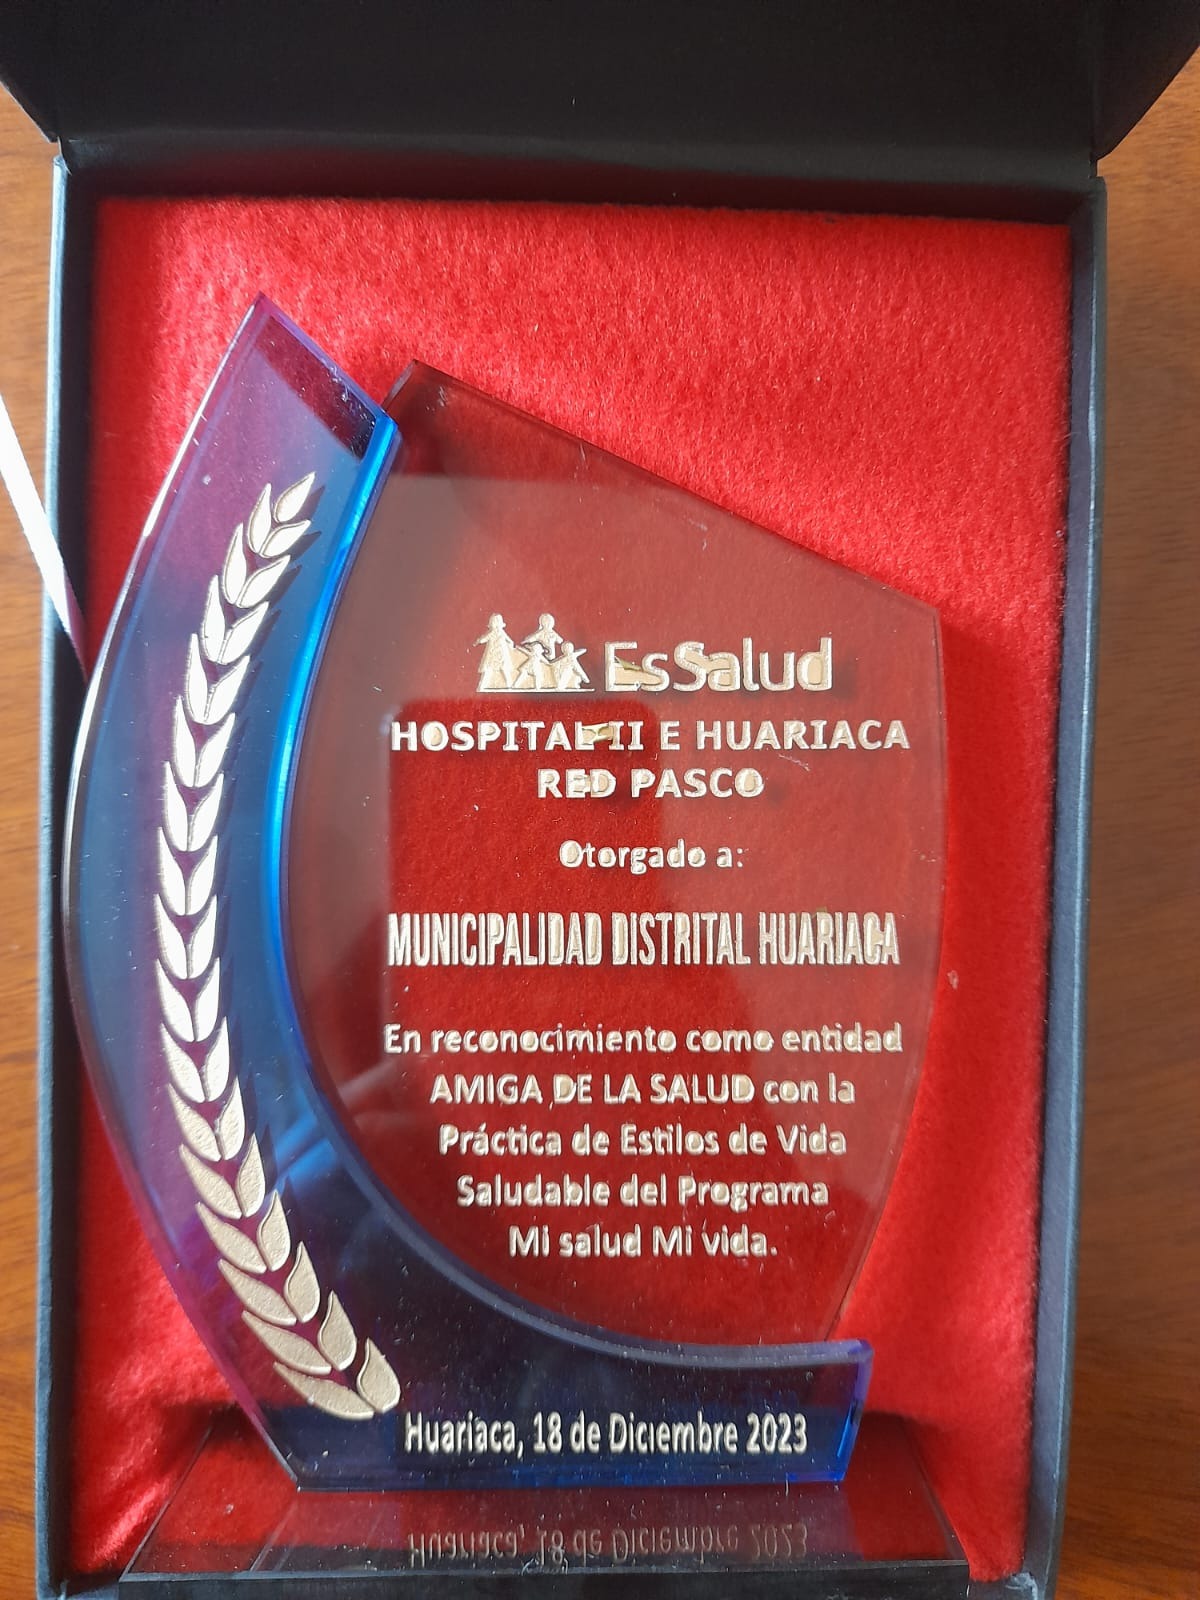 EsSalud
HOSPITAL II E HUARIACA
RED PASCO
Otorgado a:
MUNICIPALIDAD DISTRITAL HUARIACA
En reconocimiento como entidad
AMIGA DE LA SALUD con la
Práctica de Estilos de Vida
Saludable del Programa
Mi salud Mi vida.
Huariaca, 18 de Diciembre 2023